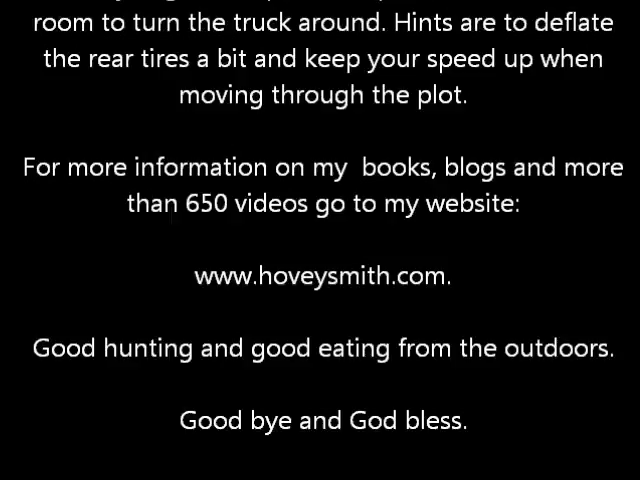 room to turn the truck around. Hints are to deflate
the rear tires a bit and keep your speed up when
moving through the plot.
For more information on my  books, blogs and more
than 650 videos go to my website:
www.hoveysmith.com.
Good hunting and good eating from the outdoors.
Good bye and God bless.